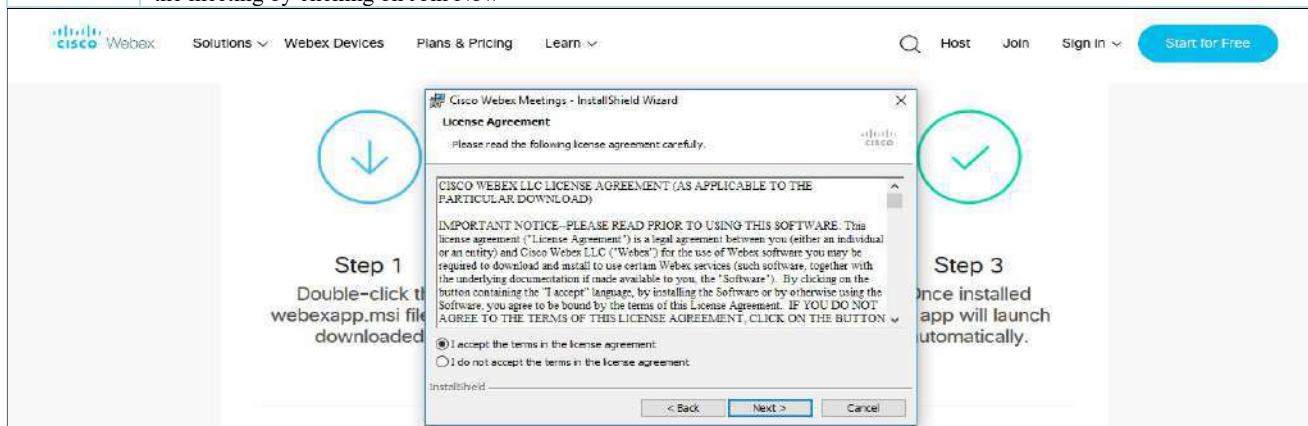 the meeting by clicking on Join Now
cisco Webex Solutions Webex Devices Plans & Pricing Learn Host Join Sign In Start for Free
Cisco Webex Meetings - InstallShield Wizard
License Agreement
Please read the following license agreement carefully.
cisco
CISCO WEBEX LLC LICENSE AGREEMENT (AS APPLICABLE TO THE
PARTICULAR DOWNLOAD)
IMPORTANT NOTICE--PLEASE READ PRIOR TO USING THIS SOFTWARE: This
license agreement ("License Agreement") is a legal agreement between you (either an individual
or an entity) and Cisco Webex LLC ("Webex") for the use of Webex software you may be
required to download and install to use certain Webex services (such software, together with
the underlying documentation if made available to you, the "Software"). By clicking on the
button containing the "I accept" language, by installing the Software or by otherwise using the
Software, you agree to be bound by the terms of this License Agreement. IF YOU DO NOT
AGREE TO THE TERMS OF THIS LICENSE AGREEMENT, CLICK ON THE BUTTON
I accept the terms in the license agreement
I do not accept the terms in the license agreement
InstallShield
< Back Next > Cancel
Step 1
Double-click
webexapp.msi
downloaded
Step 3
installed
app will launch